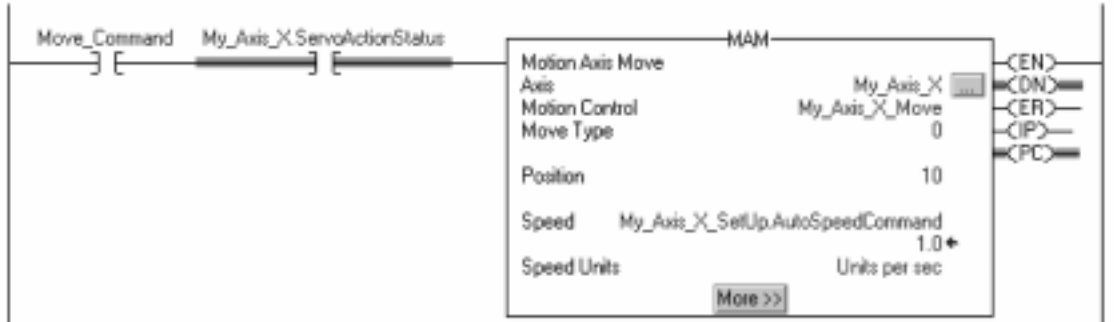 Move_Command My_Axis_X.ServoActionStatus
MAM
Motion Axis Move
Axis My_Axis_X ...
Motion Control My_Axis_X_Move
Move Type 0
Position 10
Speed My_Axis_X_SetUp.AutoSpeedCommand
1.0
Speed Units Units per sec
More >>
EN
DN
ER
IP
PC